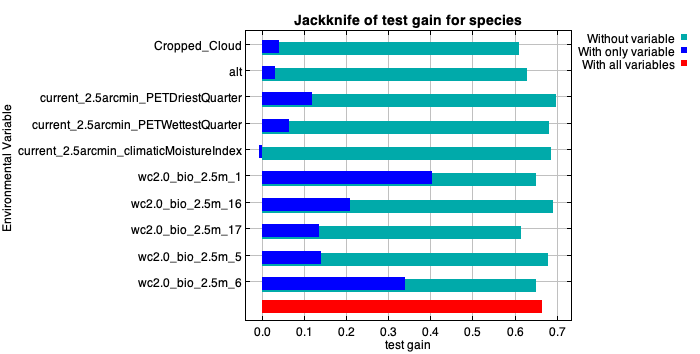 Jackknife of test gain for species
Without variable
With only variable
With all variables
Environmental Variable
Cropped_Cloud
alt
current_2.5arcmin_PETDriestQuarter
current_2.5arcmin_PETWettestQuarter
current_2.5arcmin_climaticMoistureIndex
wc2.0_bio_2.5m_1
wc2.0_bio_2.5m_16
wc2.0_bio_2.5m_17
wc2.0_bio_2.5m_5
wc2.0_bio_2.5m_6
0.0 0.1 0.2 0.3 0.4 0.5 0.6 0.7
test gain